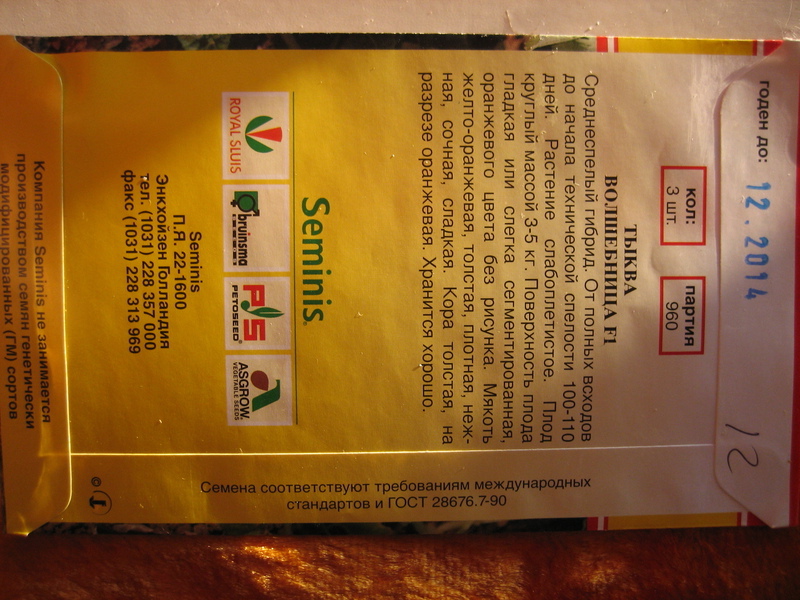 годен до: 12.2014
12
кол:
3 шт.
партия
960
ТЫКВА
ВОЛШЕБНИЦА F1
Среднеспелый гибрид. От полных всходов
до начала технической спелости 100-110
дней. Растение слабоплетистое. Плод
круглый массой 3-5 кг. Поверхность плода
гладкая или слегка сегментированная,
оранжевого цвета без рисунка. Мякоть
желто-оранжевая, толстая, плотная, неж-
ная, сочная, сладкая. Кора толстая, на
разрезе оранжевая. Хранится хорошо.
Seminis
ROYAL SLUIS
bruinsma
PS
PETOSEED
ASGROW
VEGETABLE SEEDS
Seminis
П.Я. 22-1600
Энкхойзен Голландия
тел. (1031) 228 357 000
факс (1031) 228 313 969
Компания Seminis не занимается
производством семян генетически
модифицированных (ГМ) сортов
Семена соответствуют требованиям международных
стандартов и ГОСТ 28676.7-90
©